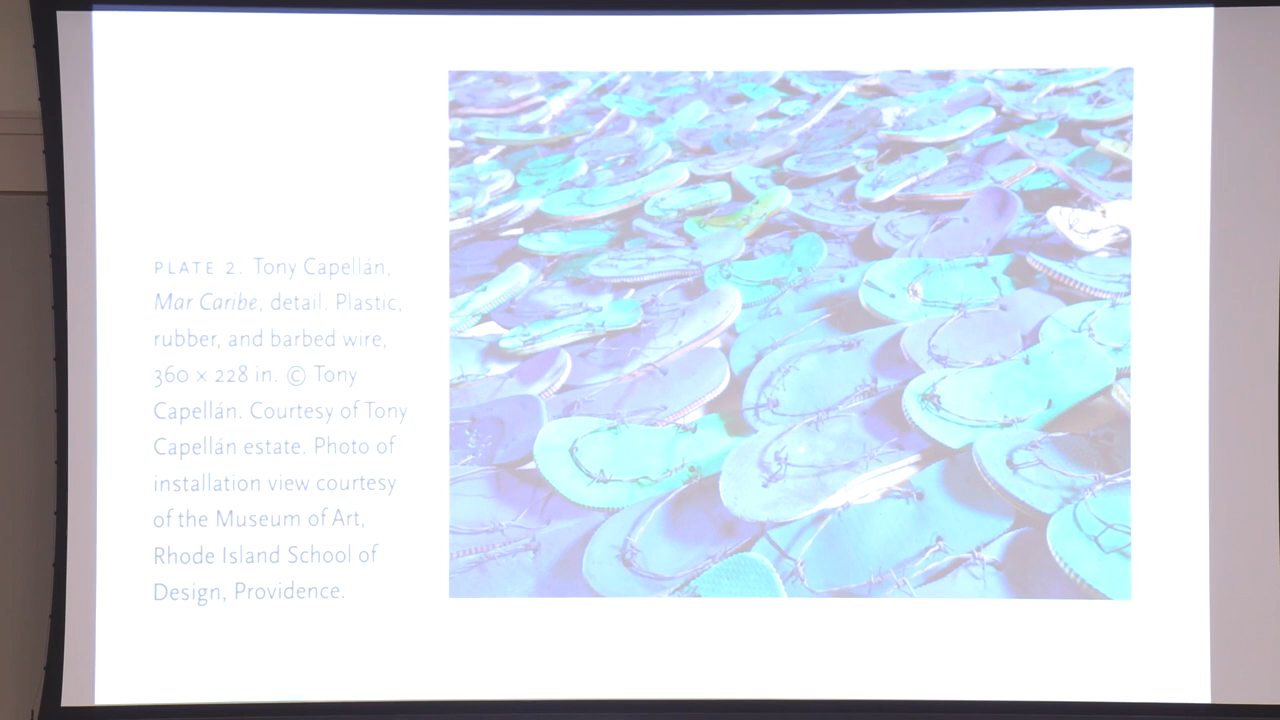 PLATE 2. Tony Capellán,
Mar Caribe, detail. Plastic,
rubber, and barbed wire,
360 × 228 in. © Tony
Capellán. Courtesy of Tony
Capellán estate. Photo of
installation view courtesy
of the Museum of Art,
Rhode Island School of
Design, Providence.